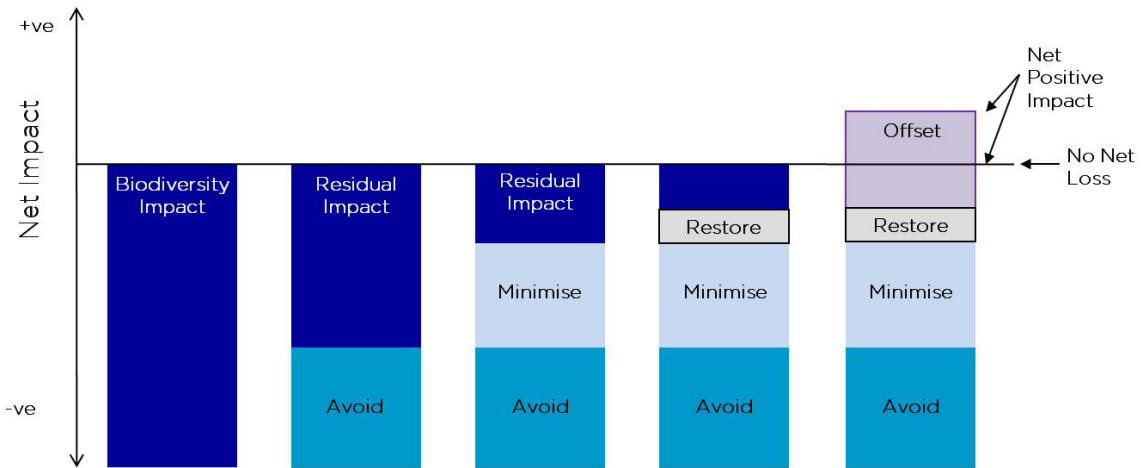 +ve
Net Impact
-ve
Biodiversity
Impact
Residual
Impact
Avoid
Residual
Impact
Minimise
Avoid
Restore
Minimise
Avoid
Offset
Restore
Minimise
Avoid
Net
Positive
Impact
No Net
Loss